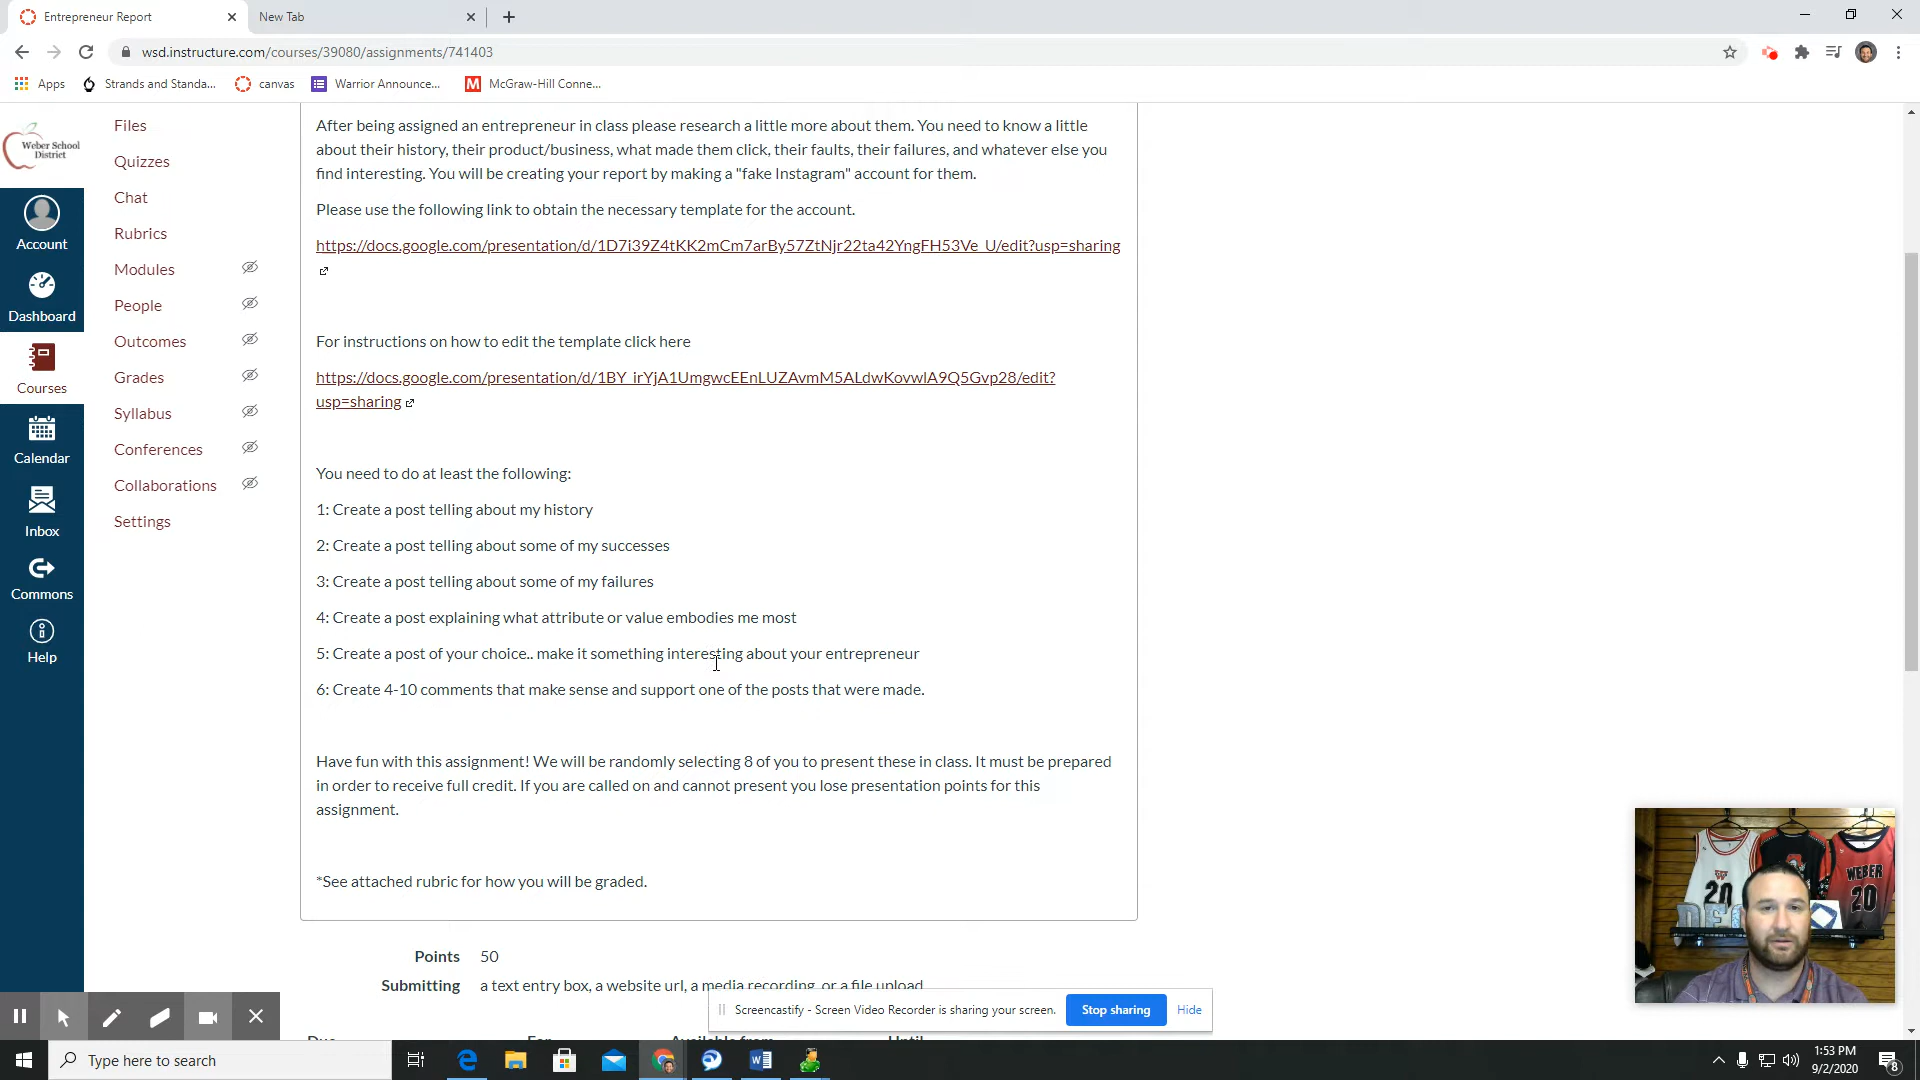 Entrepreneur Report
New Tab
wsd.instructure.com/courses/39080/assignments/741403
Apps
Strands and Standa...
canvas
Warrior Announce...
McGraw-Hill Conne...
Weber School
District
Account
Dashboard
Courses
Calendar
Inbox
Commons
Help
Files
Quizzes
Chat
Rubrics
Modules
People
Outcomes
Grades
Syllabus
Conferences
Collaborations
Settings
After being assigned an entrepreneur in class please research a little more about them. You need to know a little
about their history, their product/business, what made them click, their faults, their failures, and whatever else you
find interesting. You will be creating your report by making a "fake Instagram" account for them.
Please use the following link to obtain the necessary template for the account.
https://docs.google.com/presentation/d/1D7i39Z4tKK2mCm7arBy57ZtNjr22ta42YngFH53Ve_U/edit?usp=sharing
For instructions on how to edit the template click here
https://docs.google.com/presentation/d/1BY_irYjA1UmgwcEEnLUZAvmM5ALdwKovwlA9Q5Gvp28/edit?
usp=sharing
You need to do at least the following:
1: Create a post telling about my history
2: Create a post telling about some of my successes
3: Create a post telling about some of my failures
4: Create a post explaining what attribute or value embodies me most
5: Create a post of your choice.. make it something interesting about your entrepreneur
6: Create 4-10 comments that make sense and support one of the posts that were made.
Have fun with this assignment! We will be randomly selecting 8 of you to present these in class. It must be prepared
in order to receive full credit. If you are called on and cannot present you lose presentation points for this
assignment.
*See attached rubric for how you will be graded.
Points 50
Submitting a text entry box, a website url, a media recording, or a file upload
Due For Available from Until
Screencastify - Screen Video Recorder is sharing your screen.
Stop sharing
Hide
20
WEBER
20
DECA
Type here to search
1:53 PM
9/2/2020
8